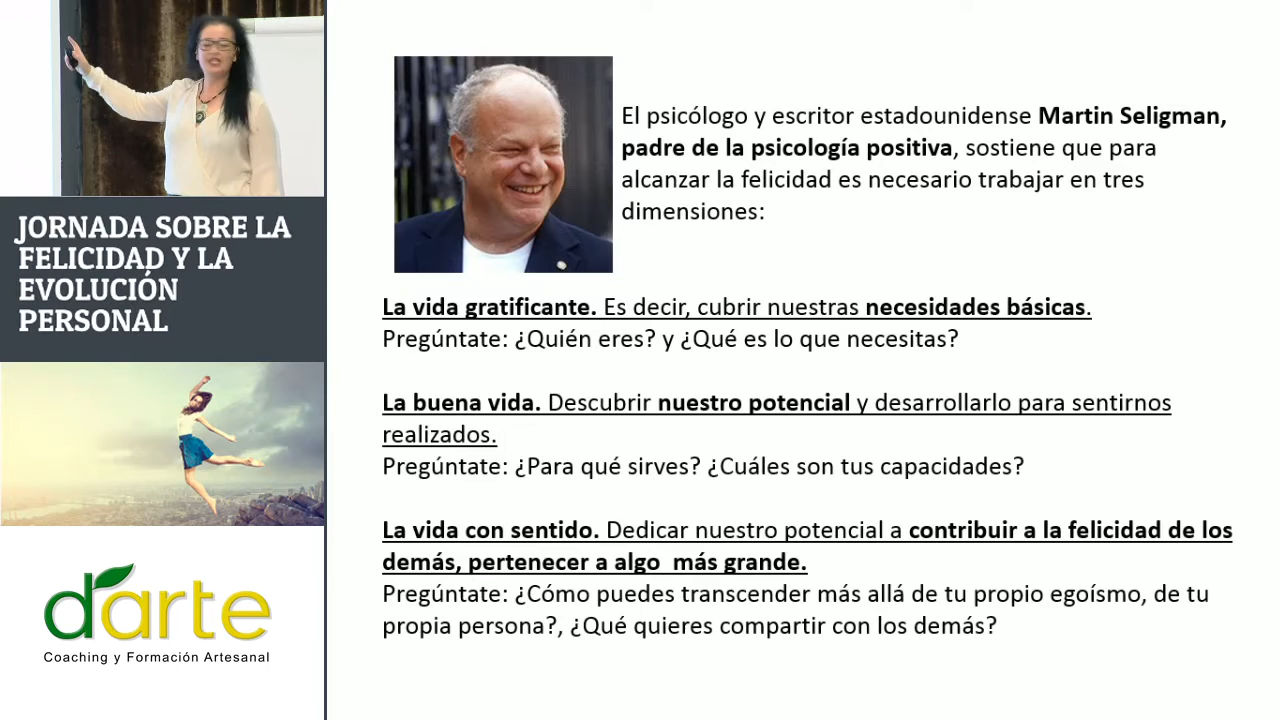 JORNADA SOBRE LA
FELICIDAD Y LA
EVOLUCIÓN
PERSONAL
d'arte
Coaching y Formación Artesanal
El psicólogo y escritor estadounidense Martin Seligman,
padre de la psicología positiva, sostiene que para
alcanzar la felicidad es necesario trabajar en tres
dimensiones:
La vida gratificante. Es decir, cubrir nuestras necesidades básicas.
Pregúntate: ¿Quién eres? y ¿Qué es lo que necesitas?
La buena vida. Descubrir nuestro potencial y desarrollarlo para sentirnos
realizados.
Pregúntate: ¿Para qué sirves? ¿Cuáles son tus capacidades?
La vida con sentido. Dedicar nuestro potencial a contribuir a la felicidad de los
demás, pertenecer a algo  más grande.
Pregúntate: ¿Cómo puedes transcender más allá de tu propio egoísmo, de tu
propia persona?, ¿Qué quieres compartir con los demás?